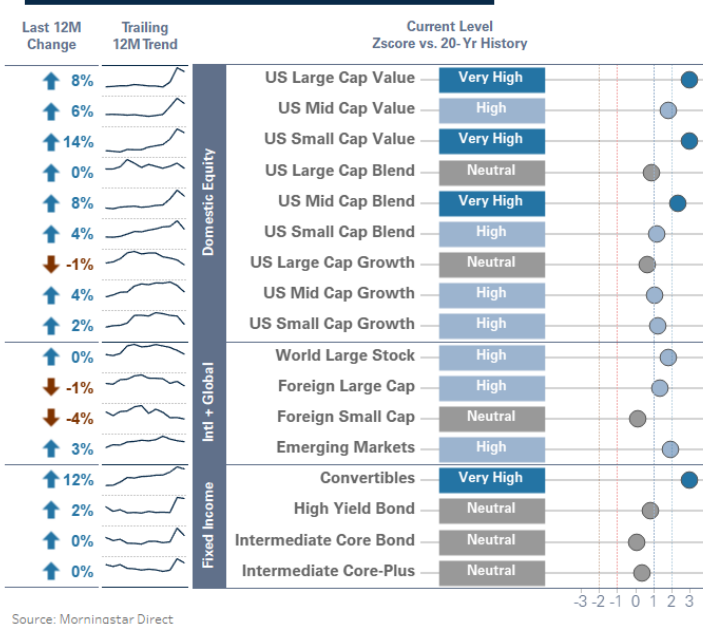 Last 12M Trailing Current Level
Change 12M Trend Zscore vs. 20-Yr History
Domestic Equity
8% US Large Cap Value Very High
6% US Mid Cap Value High
14% US Small Cap Value Very High
0% US Large Cap Blend Neutral
8% US Mid Cap Blend Very High
4% US Small Cap Blend High
-1% US Large Cap Growth Neutral
4% US Mid Cap Growth High
2% US Small Cap Growth High
Intl + Global
0% World Large Stock High
-1% Foreign Large Cap High
-4% Foreign Small Cap Neutral
3% Emerging Markets High
Fixed Income
12% Convertibles Very High
2% High Yield Bond Neutral
0% Intermediate Core Bond Neutral
0% Intermediate Core-Plus Neutral
-3 -2 -1 0 1 2 3
Source: Morningstar Direct